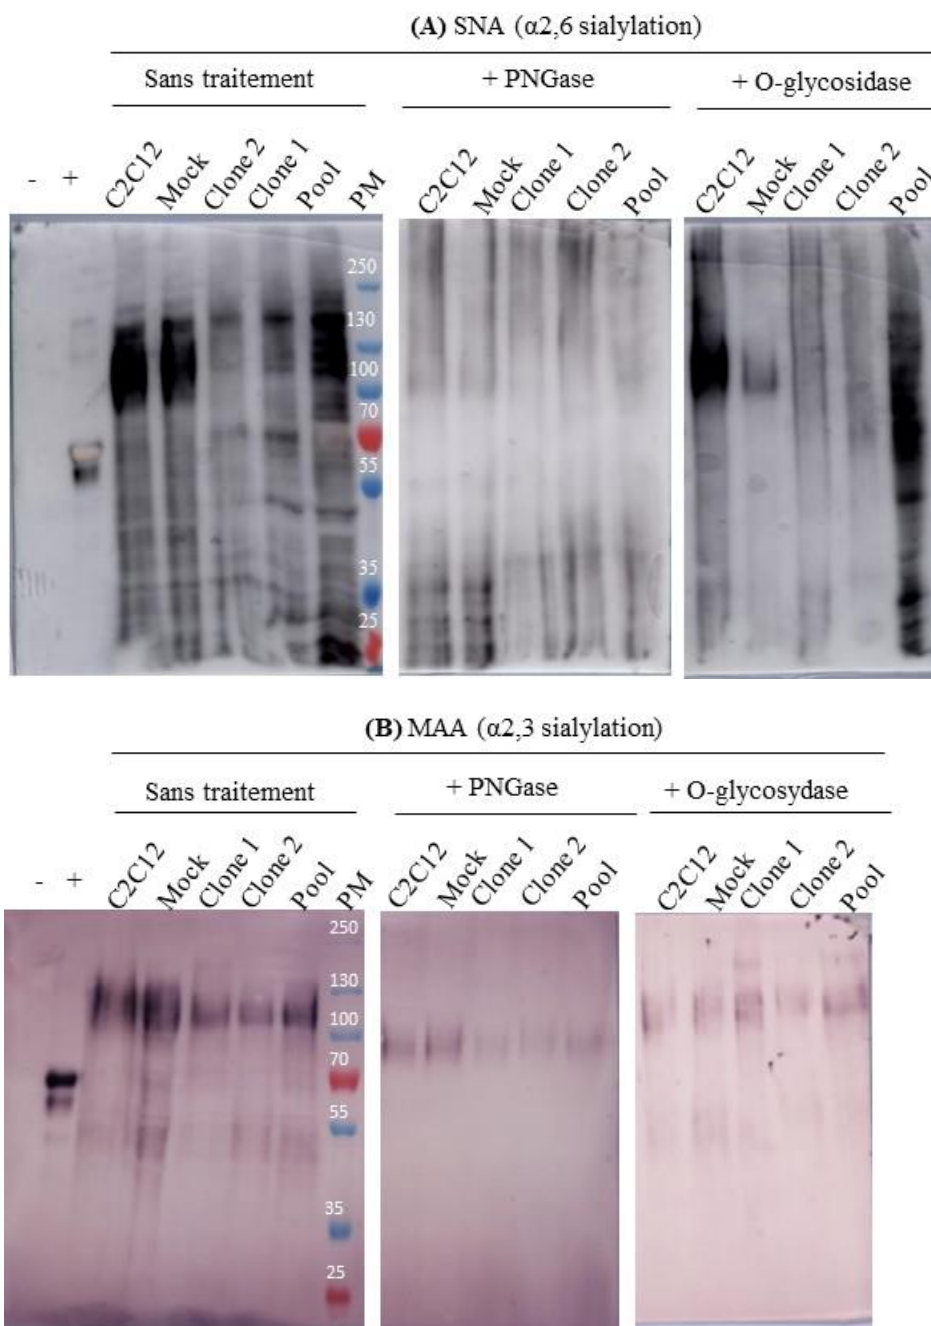 (A) SNA (α2,6 sialylation)
Sans traitement
+ PNGase
+ O-glycosidase
- + C2C12 Mock Clone 2 Clone 1 Pool PM
C2C12 Mock Clone 1 Clone 2 Pool
C2C12 Mock Clone 1 Clone 2 Pool
250
130
100
70
55
35
25
(B) MAA (α2,3 sialylation)
Sans traitement
+ PNGase
+ O-glycosydase
- + C2C12 Mock Clone 1 Clone 2 Pool PM
C2C12 Mock Clone 1 Clone 2 Pool
C2C12 Mock Clone 1 Clone 2 Pool
250
130
100
70
55
35
25